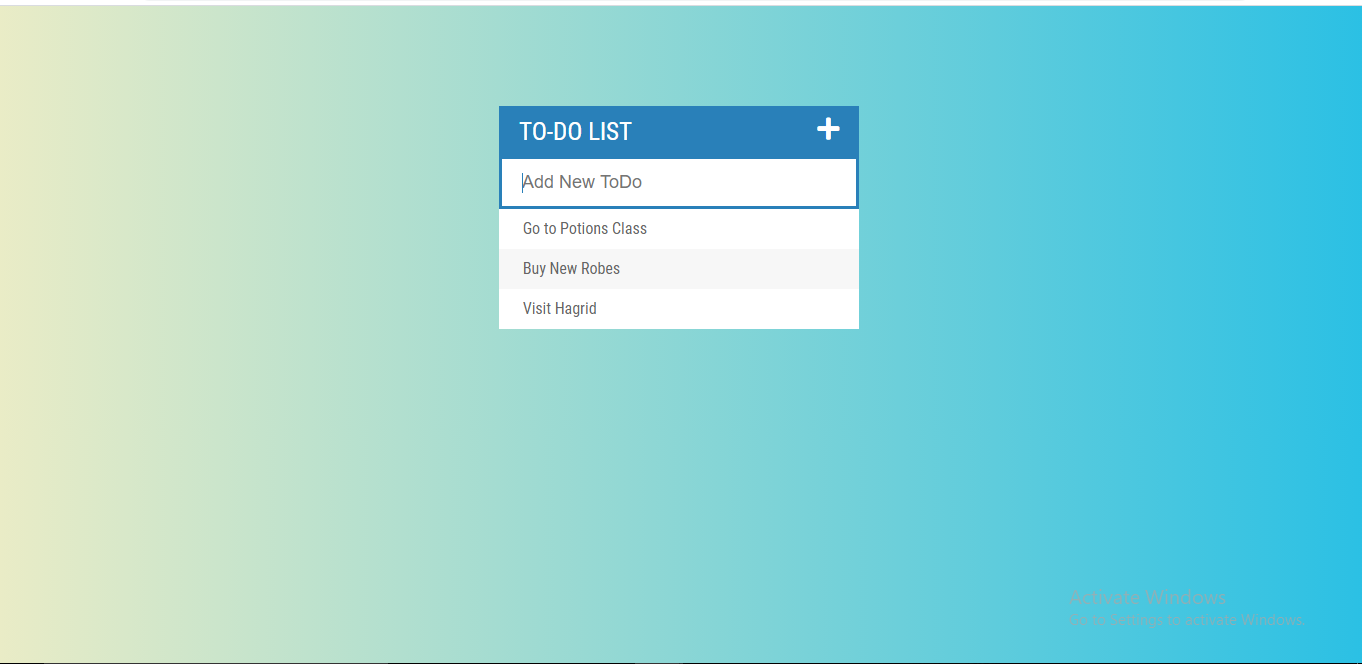 TO-DO LIST
Add New ToDo
Go to Potions Class
Buy New Robes
Visit Hagrid
Activate Windows
Go to Settings to activate Windows.